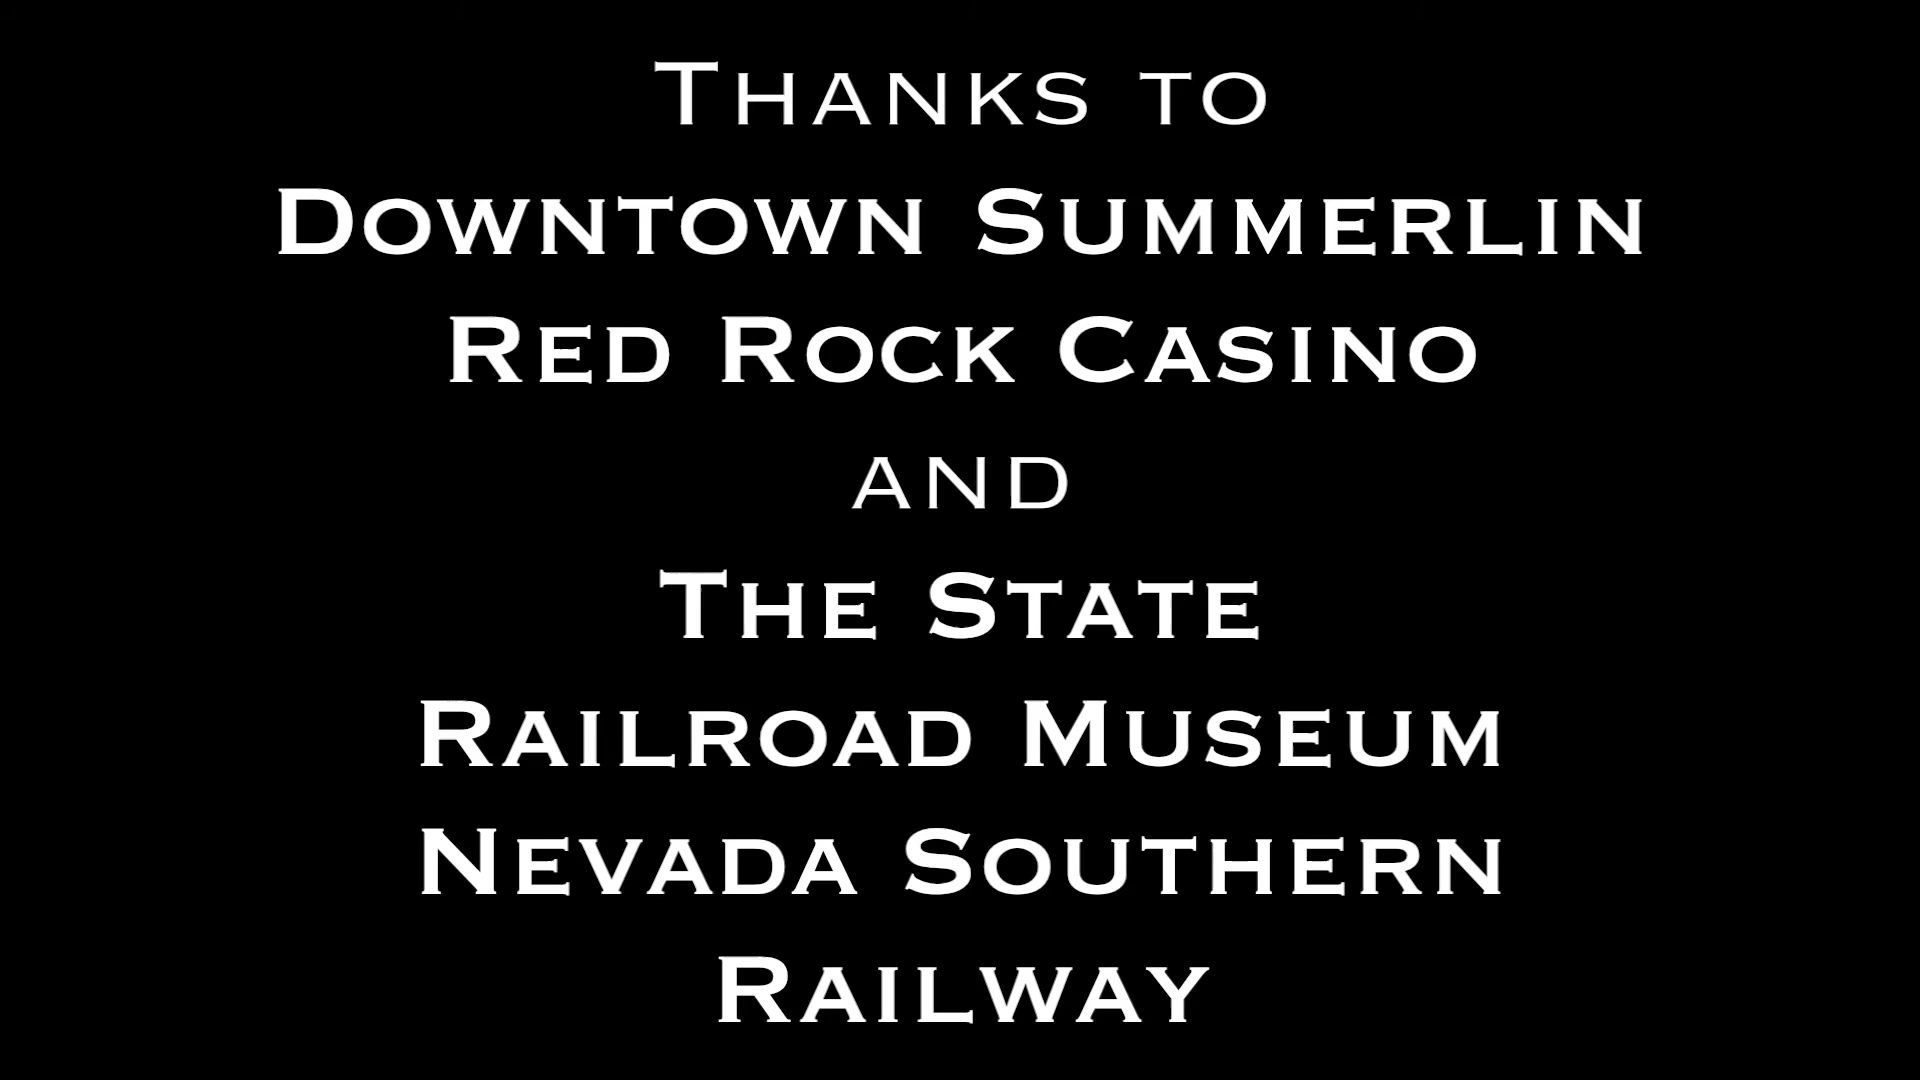 Thanks to
Downtown Summerlin
Red Rock Casino
and
The State
Railroad Museum
Nevada Southern
Railway